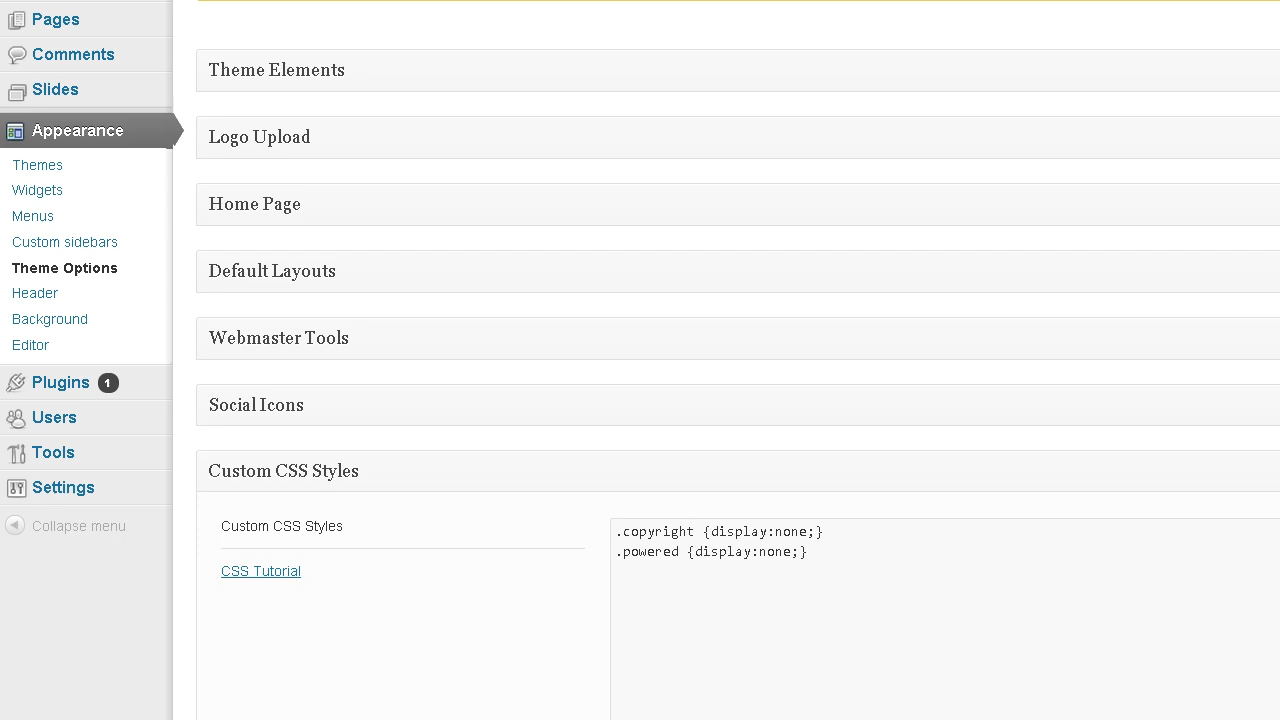 Pages
Comments
Slides
Appearance
Themes
Widgets
Menus
Custom sidebars
Theme Options
Header
Background
Editor
Plugins 1
Users
Tools
Settings
Collapse menu
Theme Elements
Logo Upload
Home Page
Default Layouts
Webmaster Tools
Social Icons
Custom CSS Styles
Custom CSS Styles
CSS Tutorial
.copyright {display:none;}
.powered {display:none;}